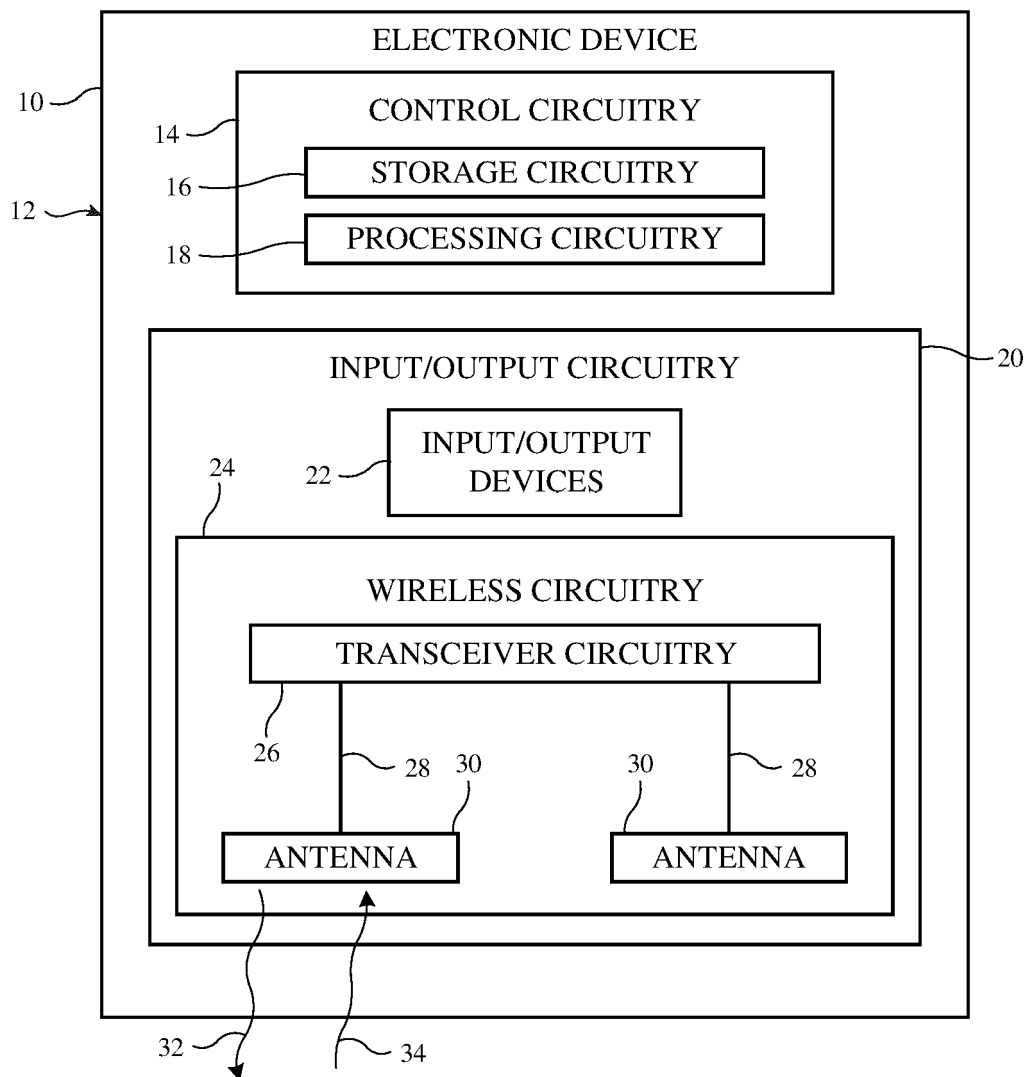 ELECTRONIC DEVICE
10
CONTROL CIRCUITRY
14
STORAGE CIRCUITRY
16
12
PROCESSING CIRCUITRY
18
INPUT/OUTPUT CIRCUITRY
20
INPUT/OUTPUT
DEVICES
22
24
WIRELESS CIRCUITRY
TRANSCEIVER CIRCUITRY
26
28
30
30
28
ANTENNA
ANTENNA
32
34